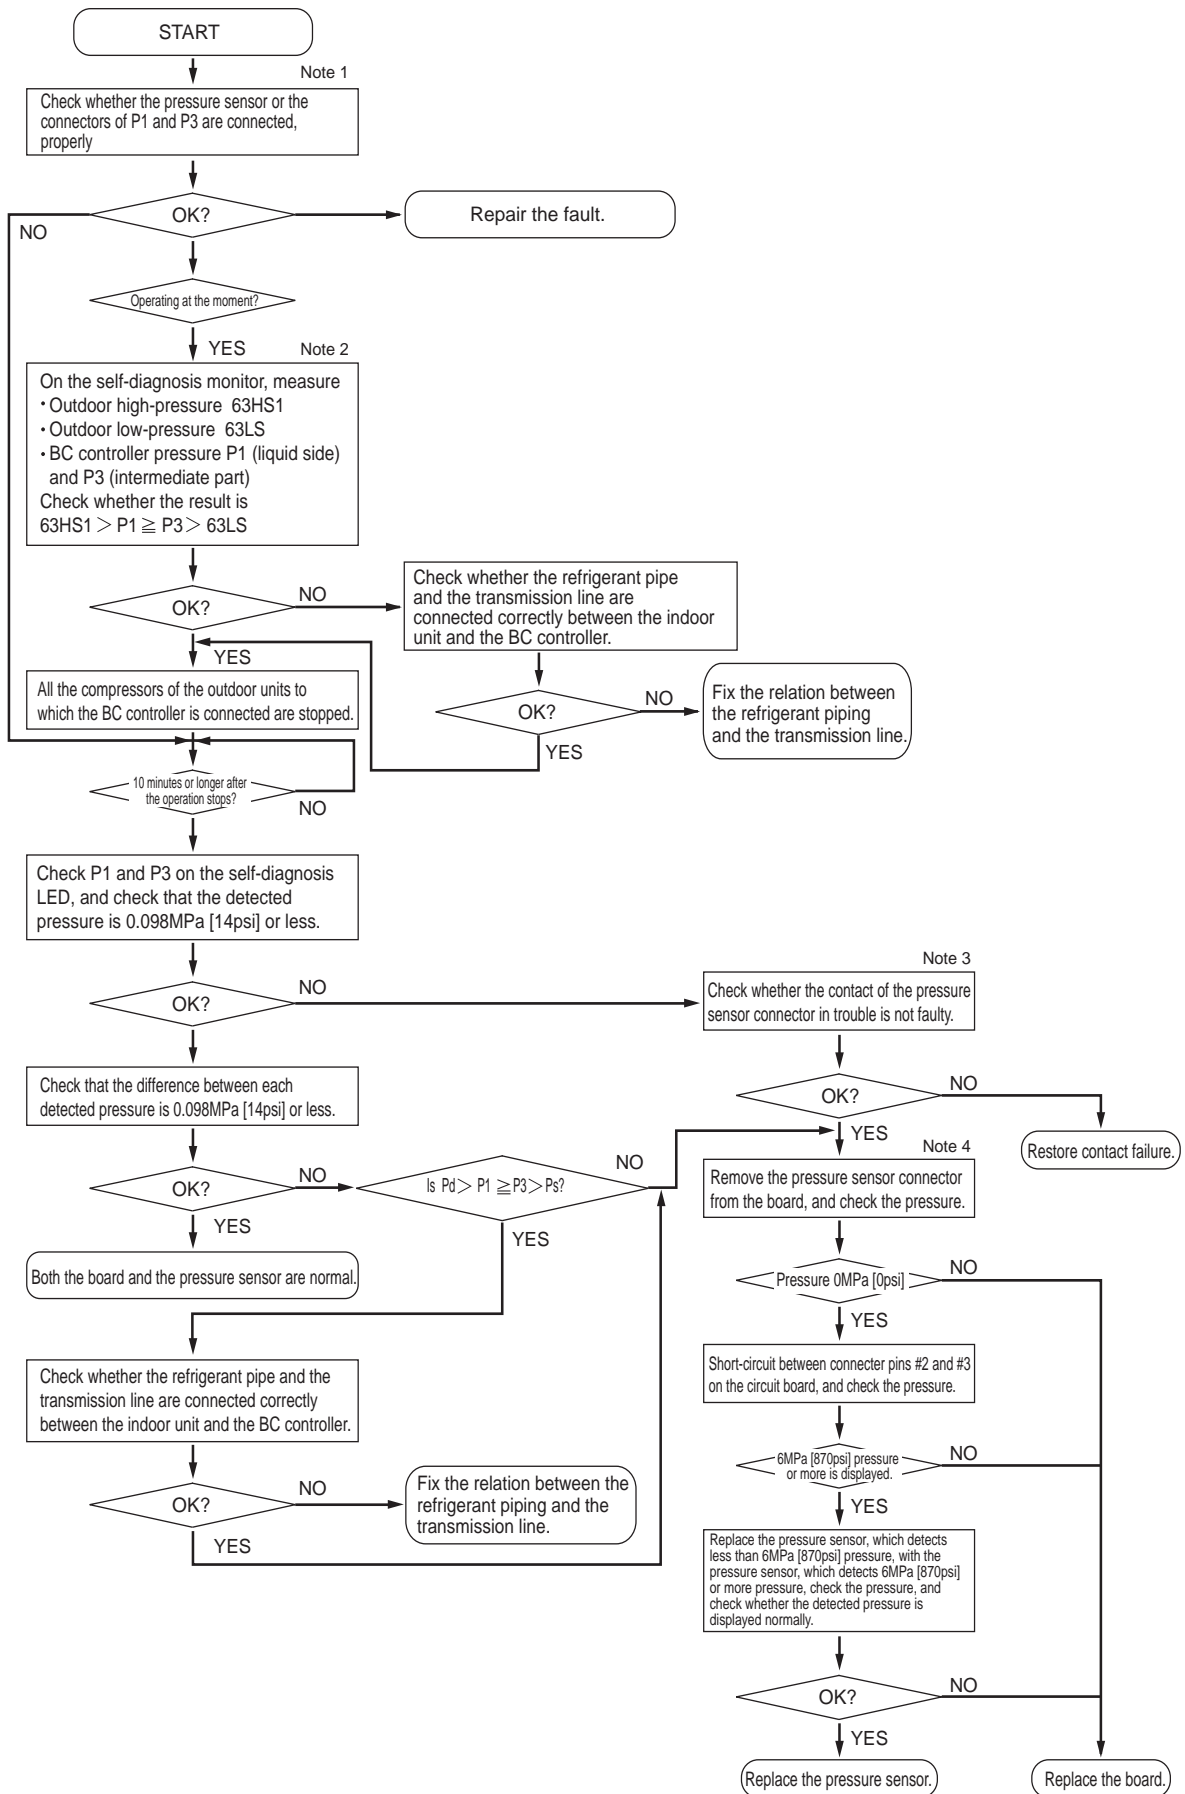 START
Note 1
Check whether the pressure sensor or the
connectors of P1 and P3 are connected,
properly
OK?
NO
Repair the fault.
Operating at the moment?
YES
Note 2
On the self-diagnosis monitor, measure
・Outdoor high-pressure 63HS1
・Outdoor low-pressure 63LS
・BC controller pressure P1 (liquid side)
and P3 (intermediate part)
Check whether the result is
63HS1＞P1≧P3＞63LS
OK?
NO
Check whether the refrigerant pipe
and the transmission line are
connected correctly between the indoor
unit and the BC controller.
YES
All the compressors of the outdoor units to
which the BC controller is connected are stopped.
OK?
NO
YES
Fix the relation between
the refrigerant piping
and the transmission line.
10 minutes or longer after
the operation stops?
NO
Check P1 and P3 on the self-diagnosis
LED, and check that the detected
pressure is 0.098MPa [14psi] or less.
OK?
NO
Note 3
Check whether the contact of the pressure
sensor connector in trouble is not faulty.
Check that the difference between each
detected pressure is 0.098MPa [14psi] or less.
OK?
NO
YES
Restore contact failure.
OK?
NO
YES
Is Pd＞P1≧P3＞Ps?
NO
YES
Note 4
Remove the pressure sensor connector
from the board, and check the pressure.
Both the board and the pressure sensor are normal.
Pressure 0MPa [0psi]
NO
YES
Check whether the refrigerant pipe and the
transmission line are connected correctly
between the indoor unit and the BC controller.
Short-circuit between connecter pins #2 and #3
on the circuit board, and check the pressure.
6MPa [870psi] pressure
or more is displayed.
NO
YES
OK?
NO
YES
Fix the relation between the
refrigerant piping and the
transmission line.
Replace the pressure sensor, which detects
less than 6MPa [870psi] pressure, with the
pressure sensor, which detects 6MPa [870psi]
or more pressure, check the pressure, and
check whether the detected pressure is
displayed normally.
OK?
NO
YES
Replace the pressure sensor.
Replace the board.